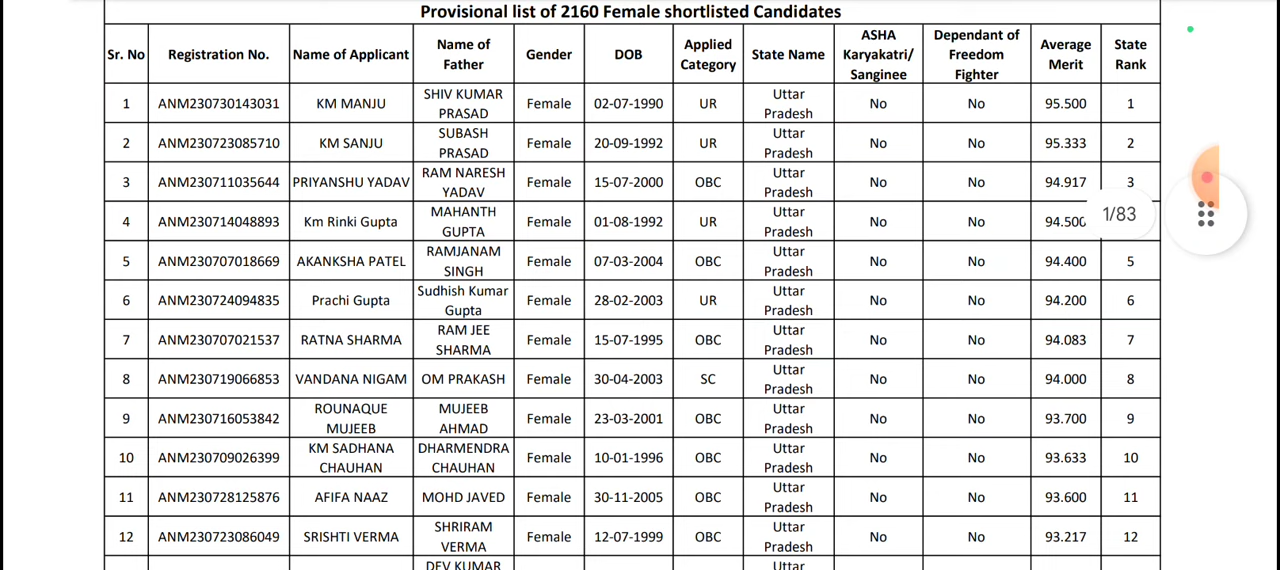 Provisional list of 2160 Female shortlisted Candidates
Sr. No Registration No. Name of Applicant Name of Father Gender DOB Applied Category State Name ASHA Karyakatri/ Sanginee Dependant of Freedom Fighter Average Merit State Rank
1 ANM230730143031 KM MANJU SHIV KUMAR PRASAD Female 02-07-1990 UR Uttar Pradesh No No 95.500 1
2 ANM230723085710 KM SANJU SUBASH PRASAD Female 20-09-1992 UR Uttar Pradesh No No 95.333 2
3 ANM230711035644 PRIYANSHU YADAV RAM NARESH YADAV Female 15-07-2000 OBC Uttar Pradesh No No 94.917 3
4 ANM230714048893 Km Rinki Gupta MAHANTH GUPTA Female 01-08-1992 UR Uttar Pradesh No No 94.500
1/83
5 ANM230707018669 AKANKSHA PATEL RAMJANAM SINGH Female 07-03-2004 OBC Uttar Pradesh No No 94.400 5
6 ANM230724094835 Prachi Gupta Sudhish Kumar Gupta Female 28-02-2003 UR Uttar Pradesh No No 94.200 6
7 ANM230707021537 RATNA SHARMA RAM JEE SHARMA Female 15-07-1995 OBC Uttar Pradesh No No 94.083 7
8 ANM230719066853 VANDANA NIGAM OM PRAKASH Female 30-04-2003 SC Uttar Pradesh No No 94.000 8
9 ANM230716053842 ROUNAQUE MUJEEB MUJEEB AHMAD Female 23-03-2001 OBC Uttar Pradesh No No 93.700 9
10 ANM230709026399 KM SADHANA CHAUHAN DHARMENDRA CHAUHAN Female 10-01-1996 OBC Uttar Pradesh No No 93.633 10
11 ANM230728125876 AFIFA NAAZ MOHD JAVED Female 30-11-2005 OBC Uttar Pradesh No No 93.600 11
12 ANM230723086049 SRISHTI VERMA SHRIRAM VERMA Female 12-07-1999 OBC Uttar Pradesh No No 93.217 12
DEV KUMAR Uttar